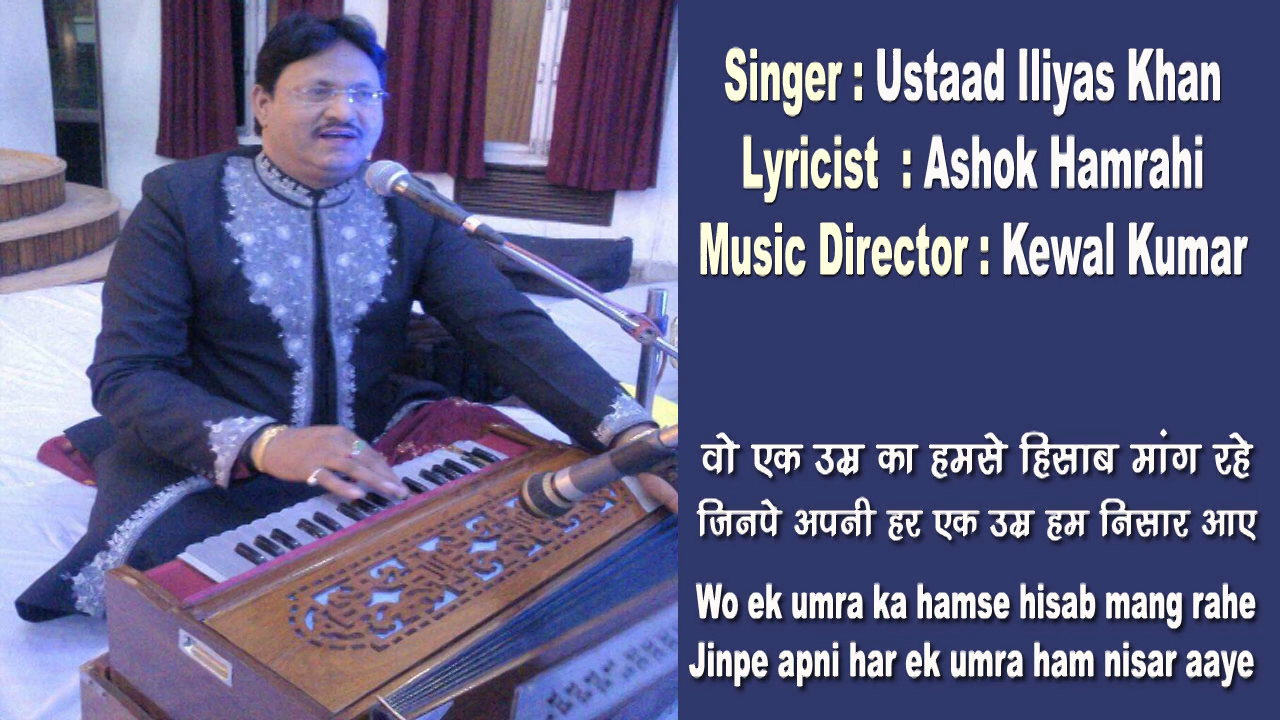 Singer : Ustaad Iliyas Khan
Lyricist : Ashok Hamrahi
Music Director : Kewal Kumar
वो एक उम्र का हमसे हिसाब मांग रहे
जिनपे अपनी हर एक उम्र हम निसार आए
Wo ek umra ka hamse hisab mang rahe
Jinpe apni har ek umra ham nisar aaye